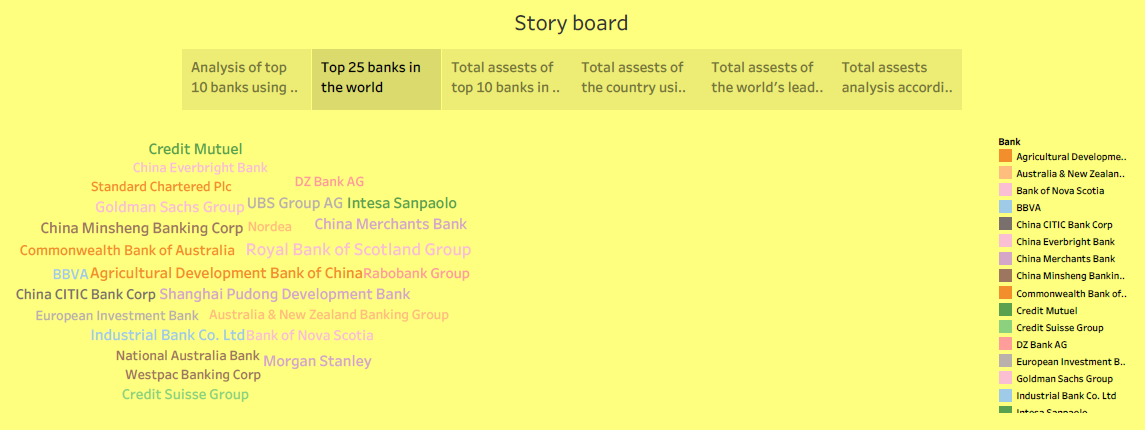 Story board
Analysis of top
10 banks using ..
Top 25 banks in
the world
Total assests of
top 10 banks in ..
Total assests of
the country usi..
Total assests of
the world's lead..
Total assests
analysis accordi..
Credit Mutuel
China Everbright Bank
Standard Chartered Plc
DZ Bank AG
Goldman Sachs Group
UBS Group AG
Intesa Sanpaolo
China Minsheng Banking Corp
Nordea
China Merchants Bank
Commonwealth Bank of Australia
Royal Bank of Scotland Group
BBVA
Agricultural Development Bank of China
Rabobank Group
China CITIC Bank Corp
Shanghai Pudong Development Bank
European Investment Bank
Australia & New Zealand Banking Group
Industrial Bank Co. Ltd
Bank of Nova Scotia
National Australia Bank
Morgan Stanley
Westpac Banking Corp
Credit Suisse Group
Bank
Agricultural Developme..
Australia & New Zealan..
Bank of Nova Scotia
BBVA
China CITIC Bank Corp
China Everbright Bank
China Merchants Bank
China Minsheng Bankin..
Commonwealth Bank of..
Credit Mutuel
Credit Suisse Group
DZ Bank AG
European Investment B..
Goldman Sachs Group
Industrial Bank Co. Ltd
Intesa Sanpaolo